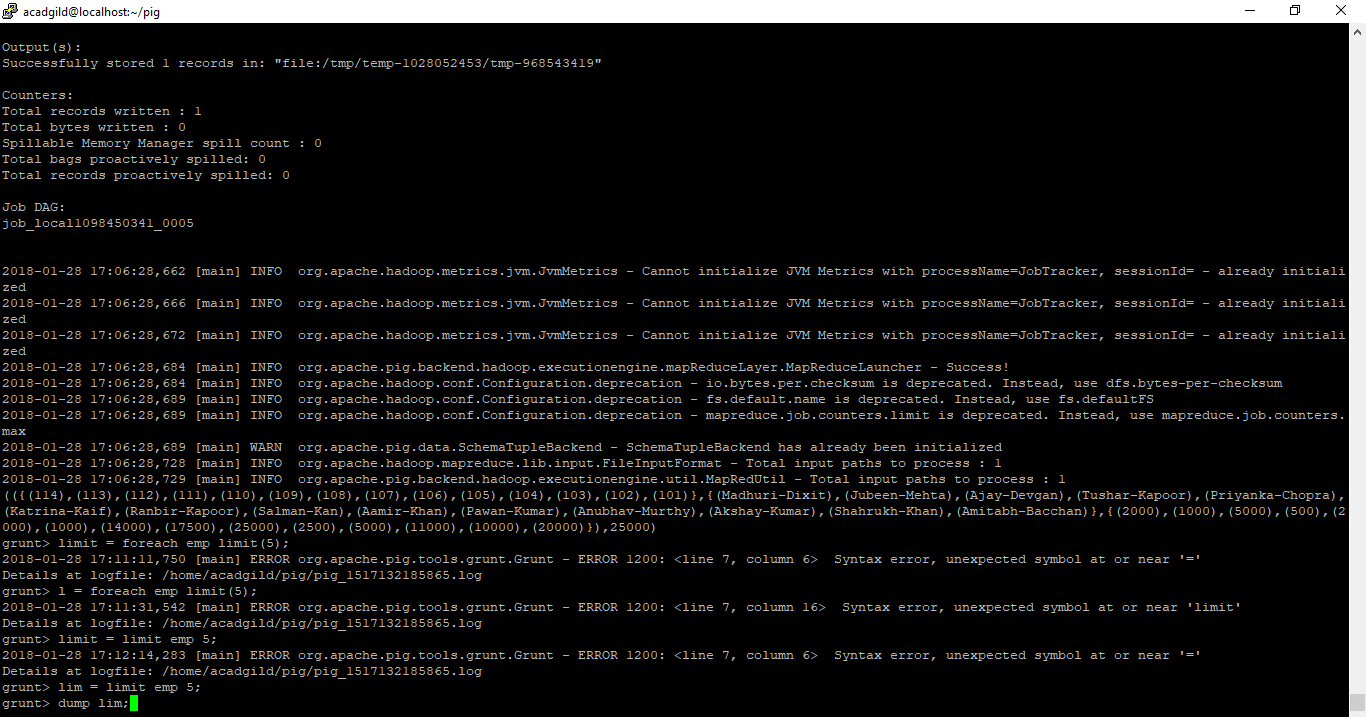 acadgild@localhost:~/pig
Output(s):
Successfully stored 1 records in: "file:/tmp/temp-1028052453/tmp-968543419"
Counters:
Total records written : 1
Total bytes written : 0
Spillable Memory Manager spill count : 0
Total bags proactively spilled: 0
Total records proactively spilled: 0
Job DAG:
job_local1098450341_0005
2018-01-28 17:06:28,662 [main] INFO  org.apache.hadoop.metrics.jvm.JvmMetrics - Cannot initialize JVM Metrics with processName=JobTracker, sessionId= - already initiali
zed
2018-01-28 17:06:28,666 [main] INFO  org.apache.hadoop.metrics.jvm.JvmMetrics - Cannot initialize JVM Metrics with processName=JobTracker, sessionId= - already initiali
zed
2018-01-28 17:06:28,672 [main] INFO  org.apache.hadoop.metrics.jvm.JvmMetrics - Cannot initialize JVM Metrics with processName=JobTracker, sessionId= - already initiali
zed
2018-01-28 17:06:28,684 [main] INFO  org.apache.pig.backend.hadoop.executionengine.mapReduceLayer.MapReduceLauncher - Success!
2018-01-28 17:06:28,684 [main] INFO  org.apache.hadoop.conf.Configuration.deprecation - io.bytes.per.checksum is deprecated. Instead, use dfs.bytes-per-checksum
2018-01-28 17:06:28,689 [main] INFO  org.apache.hadoop.conf.Configuration.deprecation - fs.default.name is deprecated. Instead, use fs.defaultFS
2018-01-28 17:06:28,689 [main] INFO  org.apache.hadoop.conf.Configuration.deprecation - mapreduce.job.counters.limit is deprecated. Instead, use mapreduce.job.counters.
max
2018-01-28 17:06:28,689 [main] WARN  org.apache.pig.data.SchemaTupleBackend - SchemaTupleBackend has already been initialized
2018-01-28 17:06:28,728 [main] INFO  org.apache.hadoop.mapreduce.lib.input.FileInputFormat - Total input paths to process : 1
2018-01-28 17:06:28,729 [main] INFO  org.apache.pig.backend.hadoop.executionengine.util.MapRedUtil - Total input paths to process : 1
(({(114),(113),(112),(111),(110),(109),(108),(107),(106),(105),(104),(103),(102),(101)},{(Madhuri-Dixit),(Jubeen-Mehta),(Ajay-Devgan),(Tushar-Kapoor),(Priyanka-Chopra),
(Katrina-Kaif),(Ranbir-Kapoor),(Salman-Kan),(Aamir-Khan),(Pawan-Kumar),(Anubhav-Murthy),(Akshay-Kumar),(Shahrukh-Khan),(Amitabh-Bacchan)},{(2000),(1000),(5000),(500),(2
000),(1000),(14000),(17500),(25000),(2500),(5000),(11000),(10000),(20000)}),25000)
grunt> limit = foreach emp limit(5);
2018-01-28 17:11:11,750 [main] ERROR org.apache.pig.tools.grunt.Grunt - ERROR 1200: <line 7, column 6>  Syntax error, unexpected symbol at or near '='
Details at logfile: /home/acadgild/pig/pig_1517132185865.log
grunt> l = foreach emp limit(5);
2018-01-28 17:11:31,542 [main] ERROR org.apache.pig.tools.grunt.Grunt - ERROR 1200: <line 7, column 16>  Syntax error, unexpected symbol at or near 'limit'
Details at logfile: /home/acadgild/pig/pig_1517132185865.log
grunt> limit = limit emp 5;
2018-01-28 17:12:14,283 [main] ERROR org.apache.pig.tools.grunt.Grunt - ERROR 1200: <line 7, column 6>  Syntax error, unexpected symbol at or near '='
Details at logfile: /home/acadgild/pig/pig_1517132185865.log
grunt> lim = limit emp 5;
grunt> dump lim;